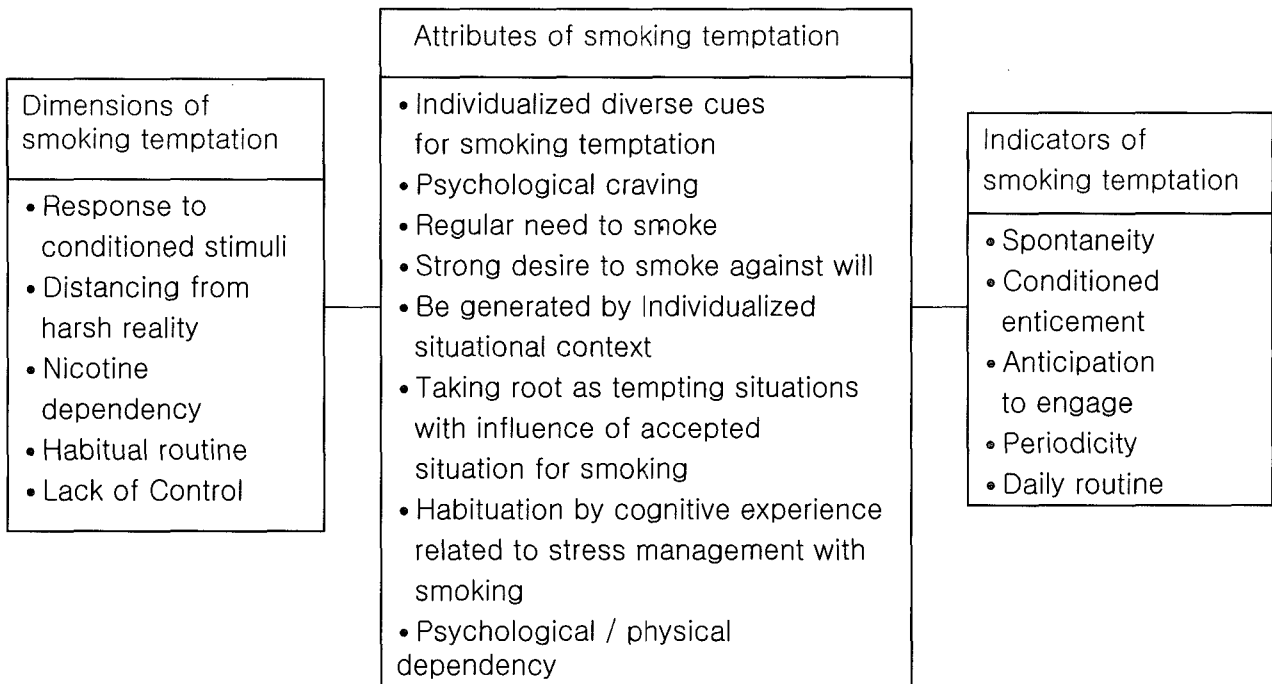 Dimensions of
smoking temptation
• Response to
conditioned stimuli
• Distancing from
harsh reality
• Nicotine
dependency
• Habitual routine
• Lack of Control
Attributes of smoking temptation
• Individualized diverse cues
for smoking temptation
• Psychological craving
• Regular need to smoke
• Strong desire to smoke against will
• Be generated by Individualized
situational context
• Taking root as tempting situations
with influence of accepted
situation for smoking
• Habituation by cognitive experience
related to stress management with
smoking
• Psychological / physical
dependency
Indicators of
smoking temptation
• Spontaneity
• Conditioned
enticement
• Anticipation
to engage
• Periodicity
• Daily routine